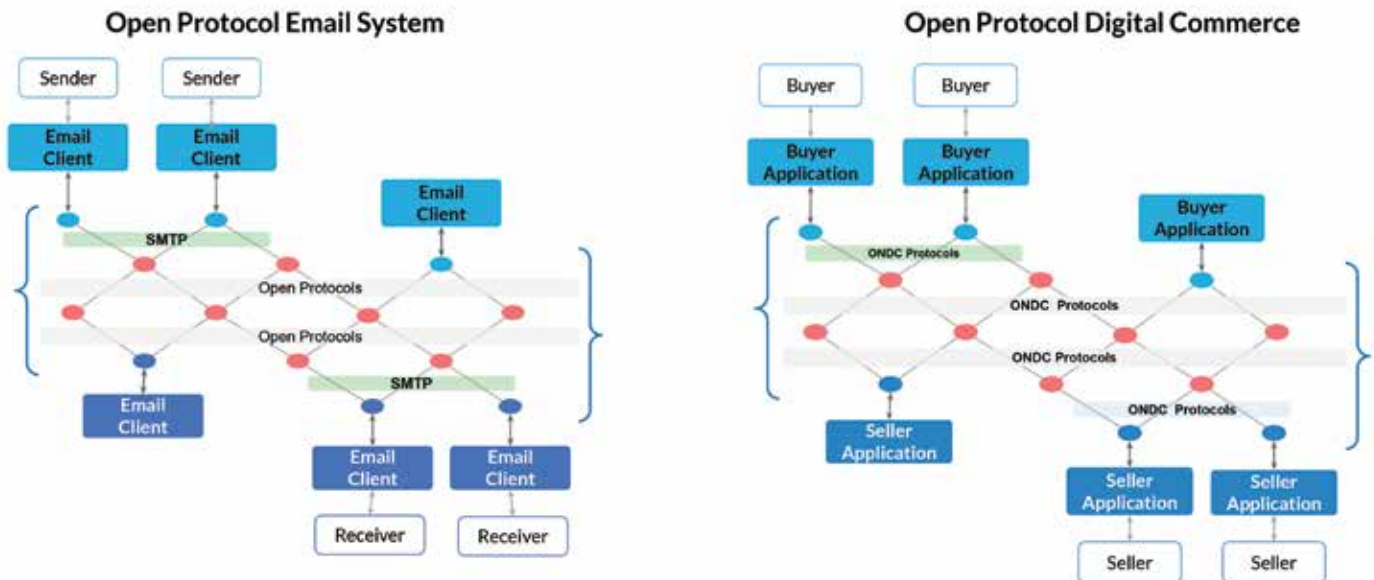 Open Protocol Email System
Sender
Sender
Email
Client
Email
Client
Email
Client
SMTP
Open Protocols
Open Protocols
SMTP
Email
Client
Email
Client
Email
Client
Receiver
Receiver
Open Protocol Digital Commerce
Buyer
Buyer
Buyer
Application
Buyer
Application
Buyer
Application
ONDC Protocols
ONDC Protocols
ONDC Protocols
ONDC Protocols
Seller
Application
Seller
Application
Seller
Application
Seller
Seller